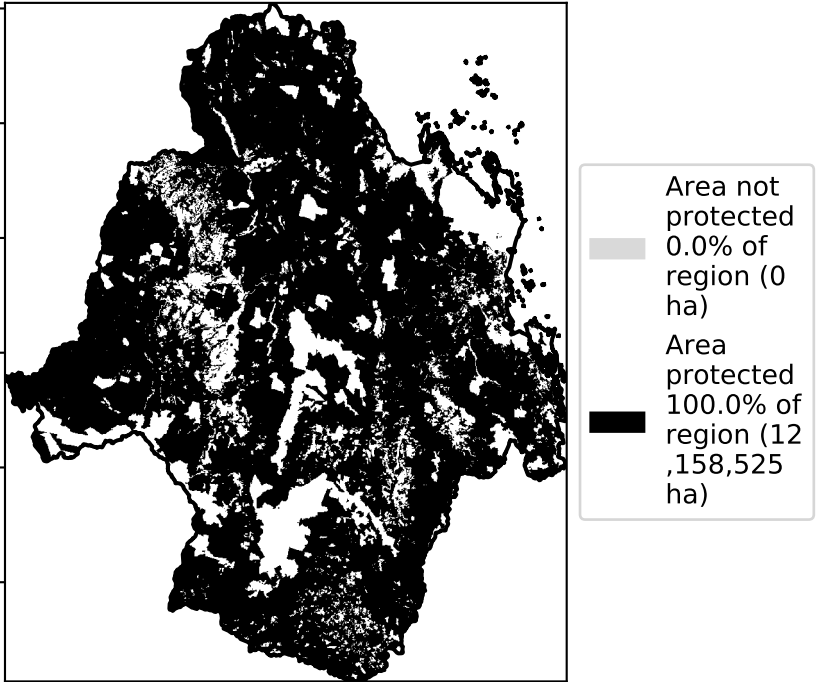 Area not
protected
0.0% of
region (0
ha)
Area
protected
100.0% of
region (12
,158,525
ha)